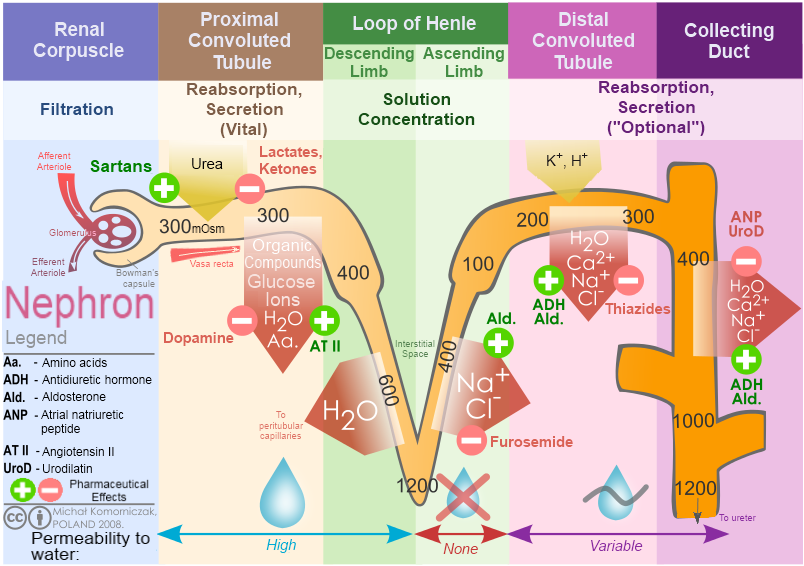 Renal
Corpuscle
Proximal
Convoluted
Tubule
Loop of Henle
Descending
Limb
Ascending
Limb
Distal
Convoluted
Tubule
Collecting
Duct
Filtration
Reabsorption,
Secretion
(Vital)
Solution
Concentration
Reabsorption,
Secretion
("Optional")
Afferent
Arteriole
Sartans
Urea
Lactates,
Ketones
K+, H+
Glomerulus
300mOsm
300
200
300
ANP
UroD
Efferent
Arteriole
Bowman's
capsule
Vasa recta
Organic
Compounds
Glucose
Ions
H2O
Aa.
400
100
H2O
Ca2+
Na+
Cl-
400
H2O
Ca2+
Na+
Cl-
Nephron
Legend
Dopamine
AT II
Ald.
ADH
Ald.
Thiazides
Interstitial
Space
400
600
H2O
Na+
Cl-
ADH
Ald.
Aa. - Amino acids
ADH - Antidiuretic hormone
Ald. - Aldosterone
ANP - Atrial natriuretic
peptide
AT II - Angiotensin II
UroD - Urodilatin
Pharmaceutical
Effects
To
peritubular
capillaries
Furosemide
1000
1200
1200
To ureter
cc
Michał Komorniczak,
POLAND 2008.
Permeability to
water:
High
None
Variable